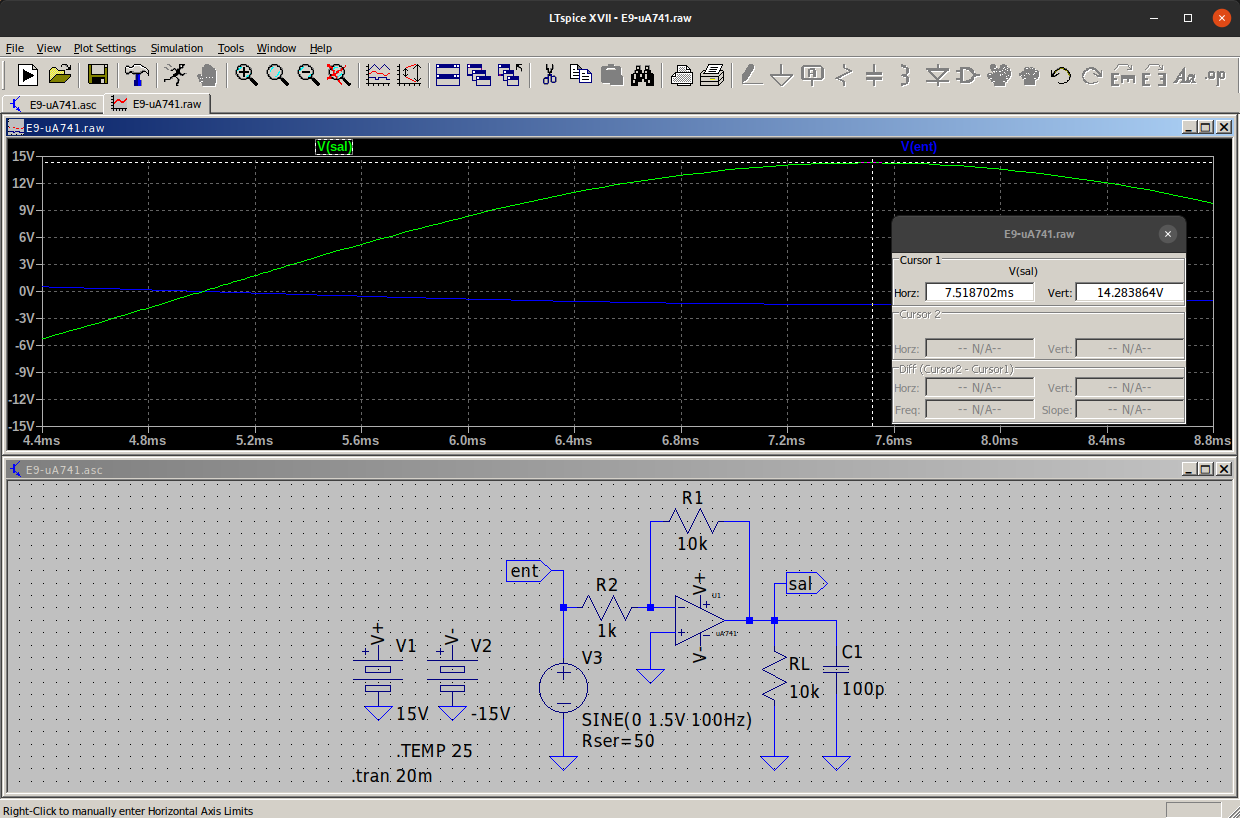 LTspice XVII - E9-uA741.raw
File View Plot Settings Simulation Tools Window Help
E9-uA741.asc E9-uA741.raw
E9-uA741.raw
V(sal) V(ent)
15V
12V
9V
6V
3V
0V
-3V
-6V
-9V
-12V
-15V
4.4ms 4.8ms 5.2ms 5.6ms 6.0ms 6.4ms 6.8ms 7.2ms 7.6ms 8.0ms 8.4ms 8.8ms
E9-uA741.raw
Cursor 1
V(sal)
Horz: 7.518702ms Vert: 14.283864V
Cursor 2
Horz: -- N/A-- Vert: -- N/A--
Diff (Cursor2 - Cursor1)
Horz: -- N/A-- Vert: -- N/A--
Freq: -- N/A-- Slope: -- N/A--
E9-uA741.asc
R1
10k
ent
R2
1k
V+
U1
uA741
V-
sal
V+
V1
15V
V-
V2
-15V
V3
SINE(0 1.5V 100Hz)
Rser=50
RL
10k
C1
100p
.TEMP 25
.tran 20m
Right-Click to manually enter Horizontal Axis Limits